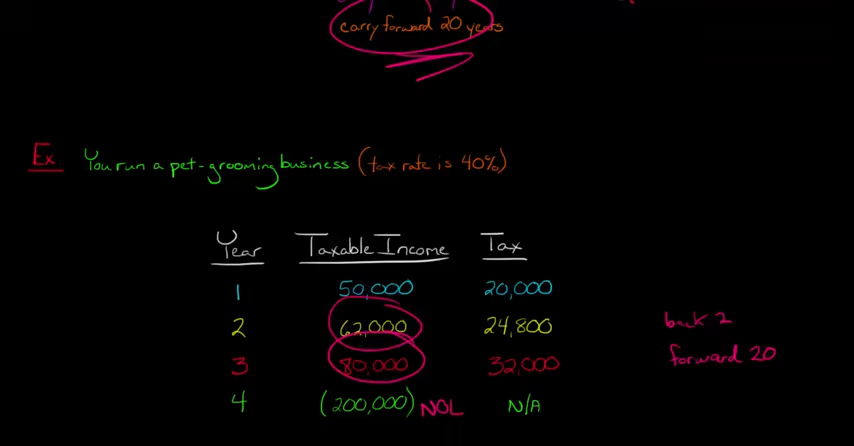 carry forward 20 years
Ex. You run a pet-grooming business (tax rate is 40%)
Year Taxable Income Tax
1 50,000 20,000
2 62,000 24,800 back 2
3 80,000 32,000 forward 20
4 (200,000) NOL N/A